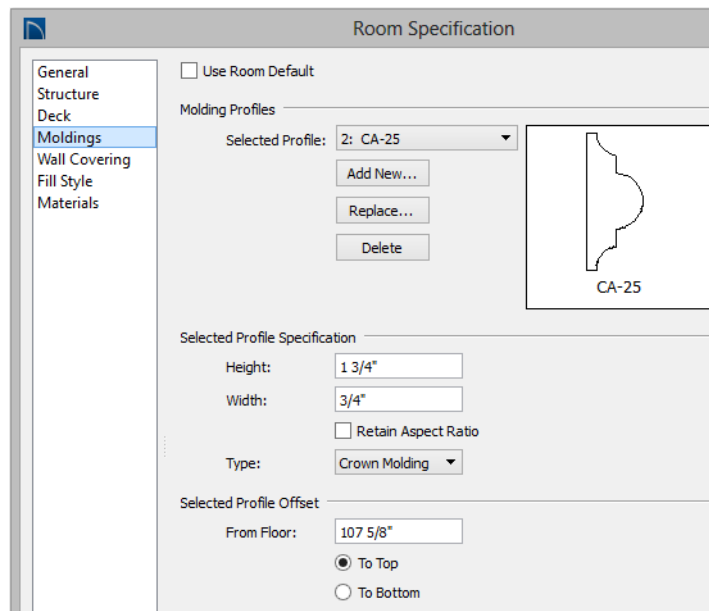 Room Specification
General
Structure
Deck
Moldings
Wall Covering
Fill Style
Materials
Use Room Default
Molding Profiles
Selected Profile: 2: CA-25
Add New...
Replace...
Delete
CA-25
Selected Profile Specification
Height: 1 3/4"
Width: 3/4"
Retain Aspect Ratio
Type: Crown Molding
Selected Profile Offset
From Floor: 107 5/8"
To Top
To Bottom